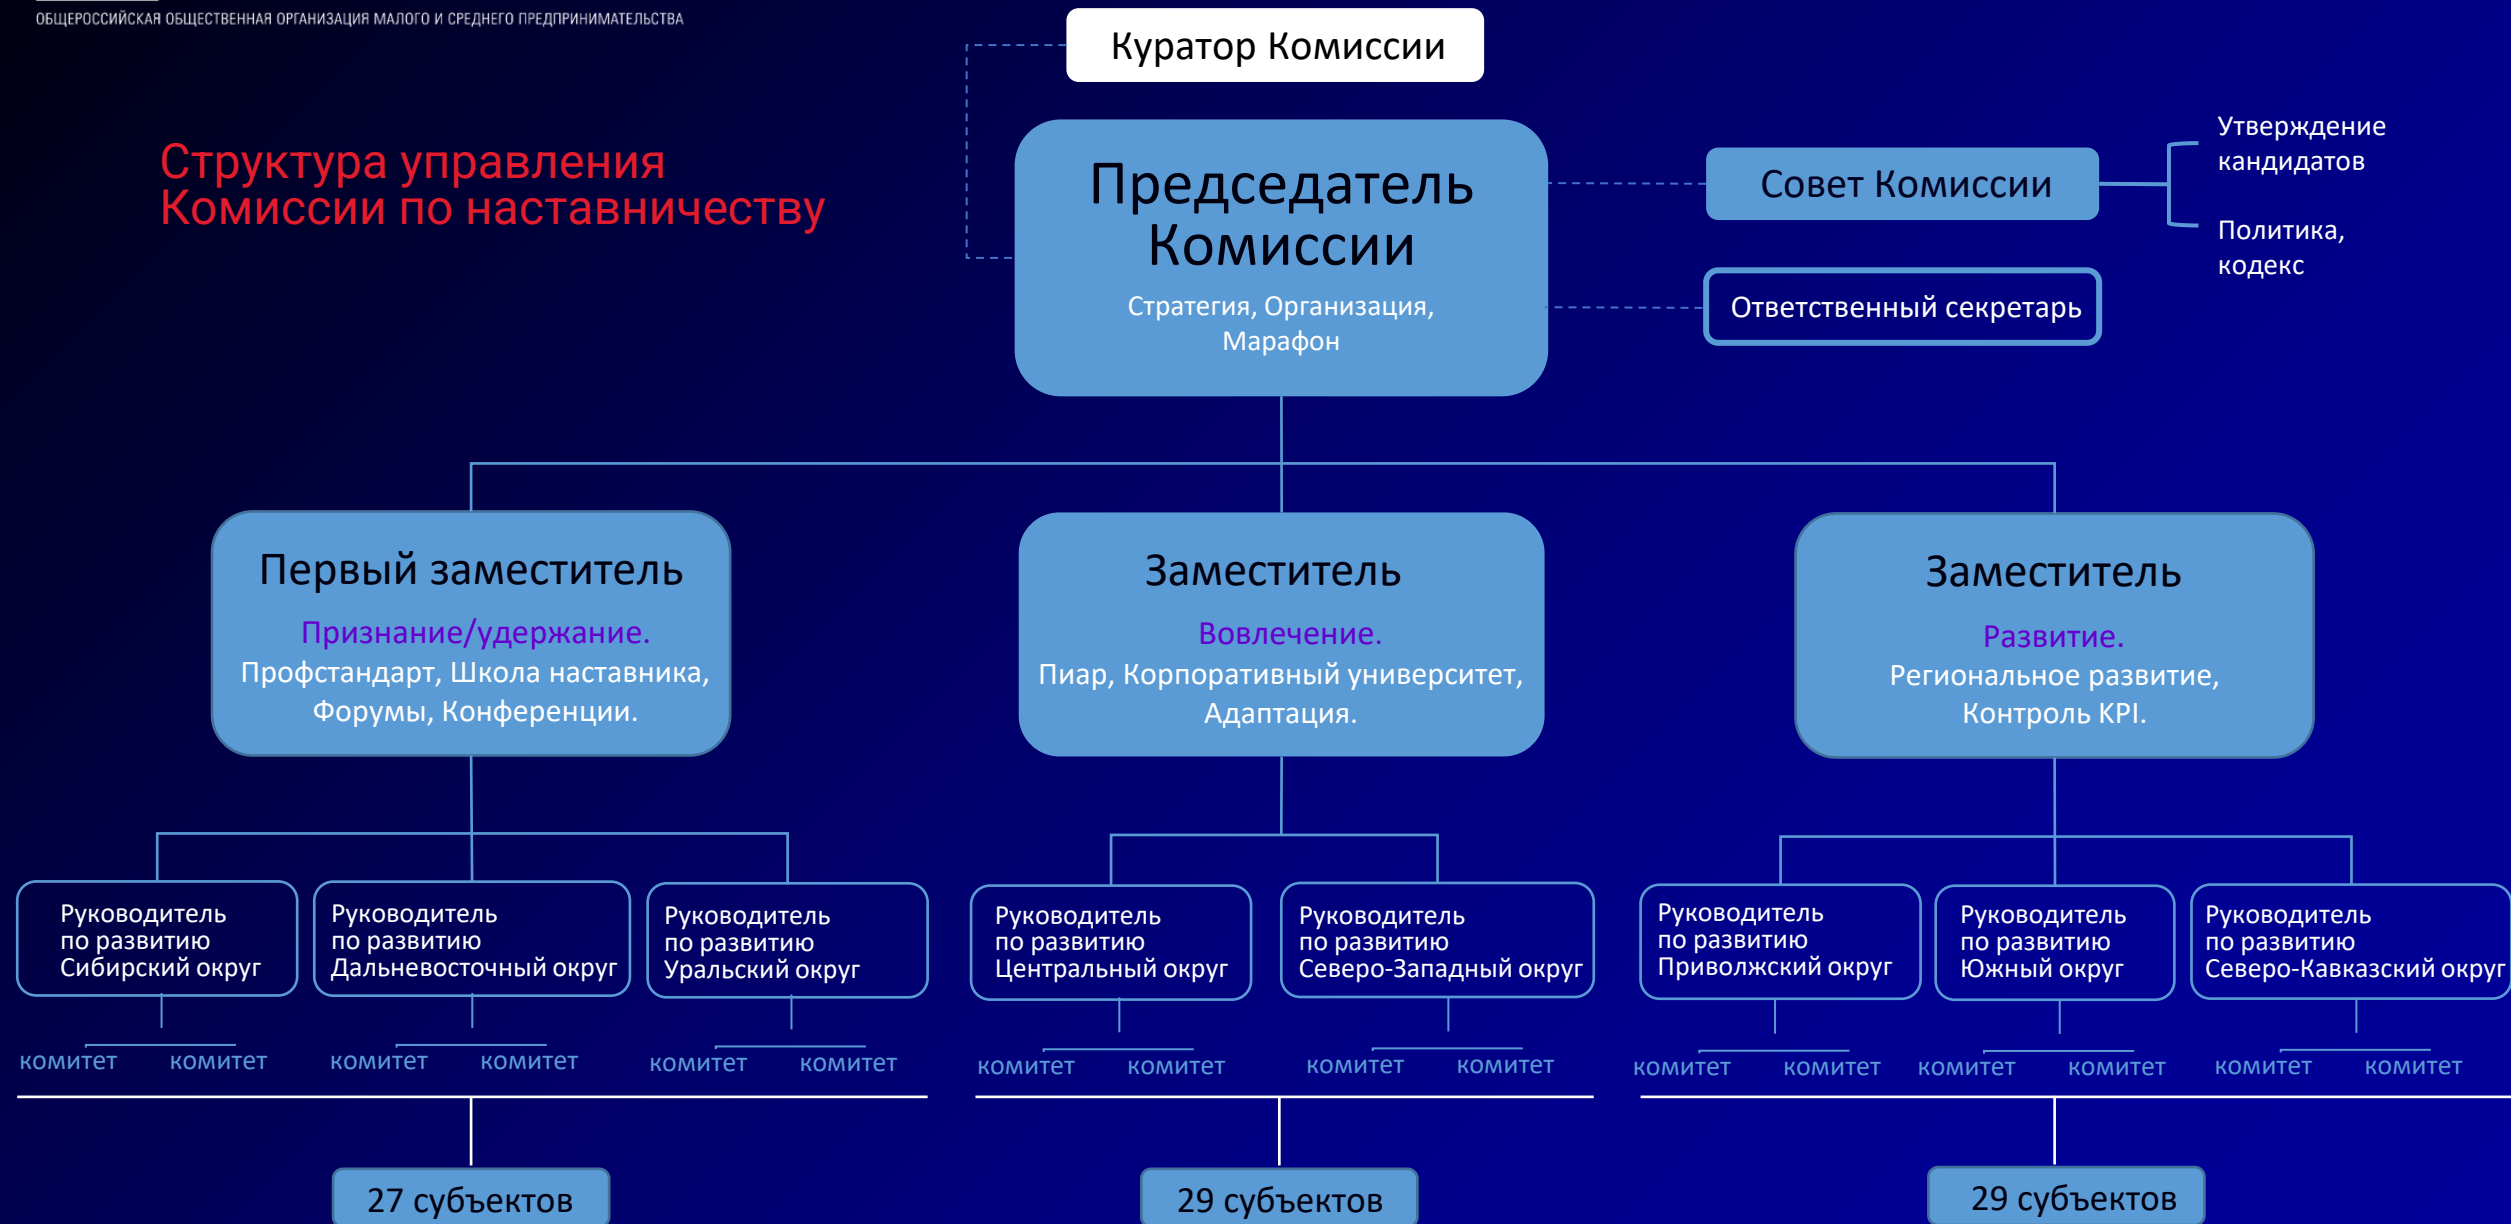 ОБЩЕРОССИЙСКАЯ ОБЩЕСТВЕННАЯ ОРГАНИЗАЦИЯ МАЛОГО И СРЕДНЕГО ПРЕДПРИНИМАТЕЛЬСТВА
Куратор Комиссии
Структура управления
Комиссии по наставничеству
Председатель
Комиссии
Стратегия, Организация,
Марафон
Совет Комиссии
Утверждение
кандидатов
Политика,
кодекс
Ответственный секретарь
Первый заместитель
Признание/удержание.
Профстандарт, Школа наставника,
Форумы, Конференции.
Заместитель
Вовлечение.
Пиар, Корпоративный университет,
Адаптация.
Заместитель
Развитие.
Региональное развитие,
Контроль KPI.
Руководитель
по развитию
Сибирский округ
Руководитель
по развитию
Дальневосточный округ
Руководитель
по развитию
Уральский округ
Руководитель
по развитию
Центральный округ
Руководитель
по развитию
Северо-Западный округ
Руководитель
по развитию
Приволжский округ
Руководитель
по развитию
Южный округ
Руководитель
по развитию
Северо-Кавказский округ
комитет комитет
комитет комитет
комитет комитет
комитет комитет
комитет комитет
комитет комитет
комитет комитет
комитет комитет
27 субъектов
29 субъектов
29 субъектов